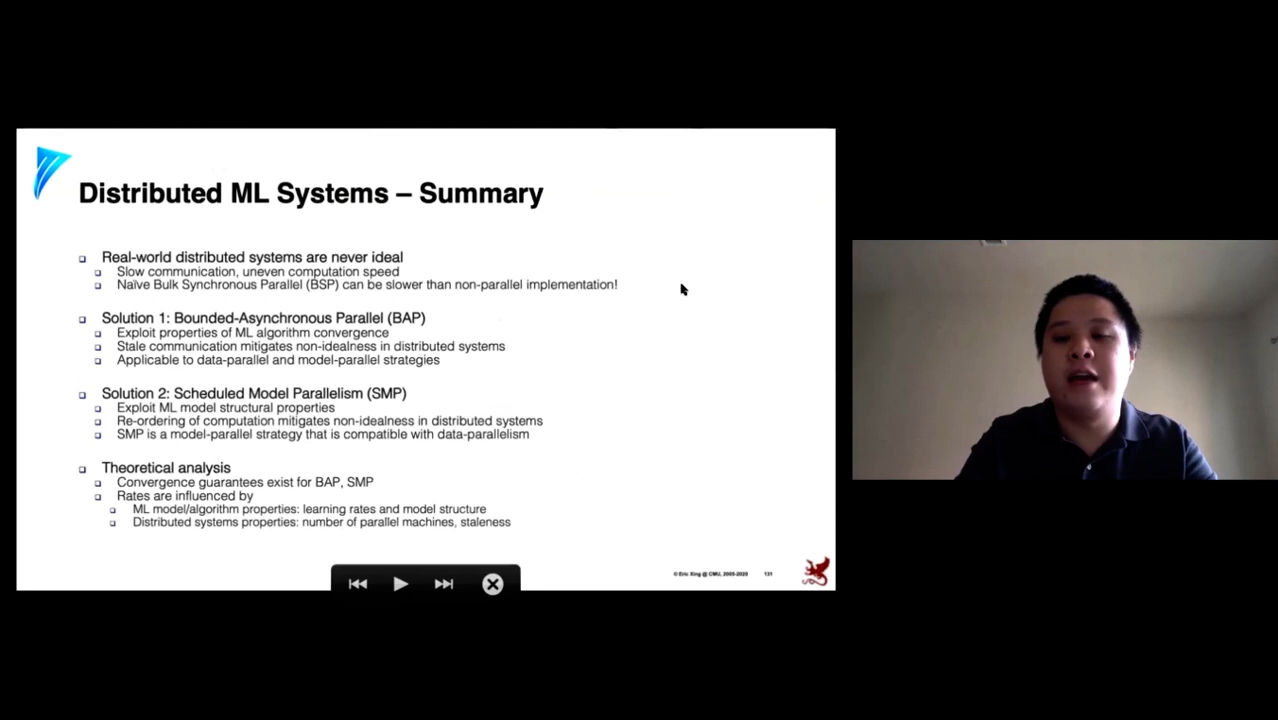 Distributed ML Systems – Summary
Real-world distributed systems are never ideal
Slow communication, uneven computation speed
Naïve Bulk Synchronous Parallel (BSP) can be slower than non-parallel implementation!
Solution 1: Bounded-Asynchronous Parallel (BAP)
Exploit properties of ML algorithm convergence
Stale communication mitigates non-idealness in distributed systems
Applicable to data-parallel and model-parallel strategies
Solution 2: Scheduled Model Parallelism (SMP)
Exploit ML model structural properties
Re-ordering of computation mitigates non-idealness in distributed systems
SMP is a model-parallel strategy that is compatible with data-parallelism
Theoretical analysis
Convergence guarantees exist for BAP, SMP
Rates are influenced by
ML model/algorithm properties: learning rates and model structure
Distributed systems properties: number of parallel machines, staleness
© Eric Xing @ CMU, 2005-2020 131